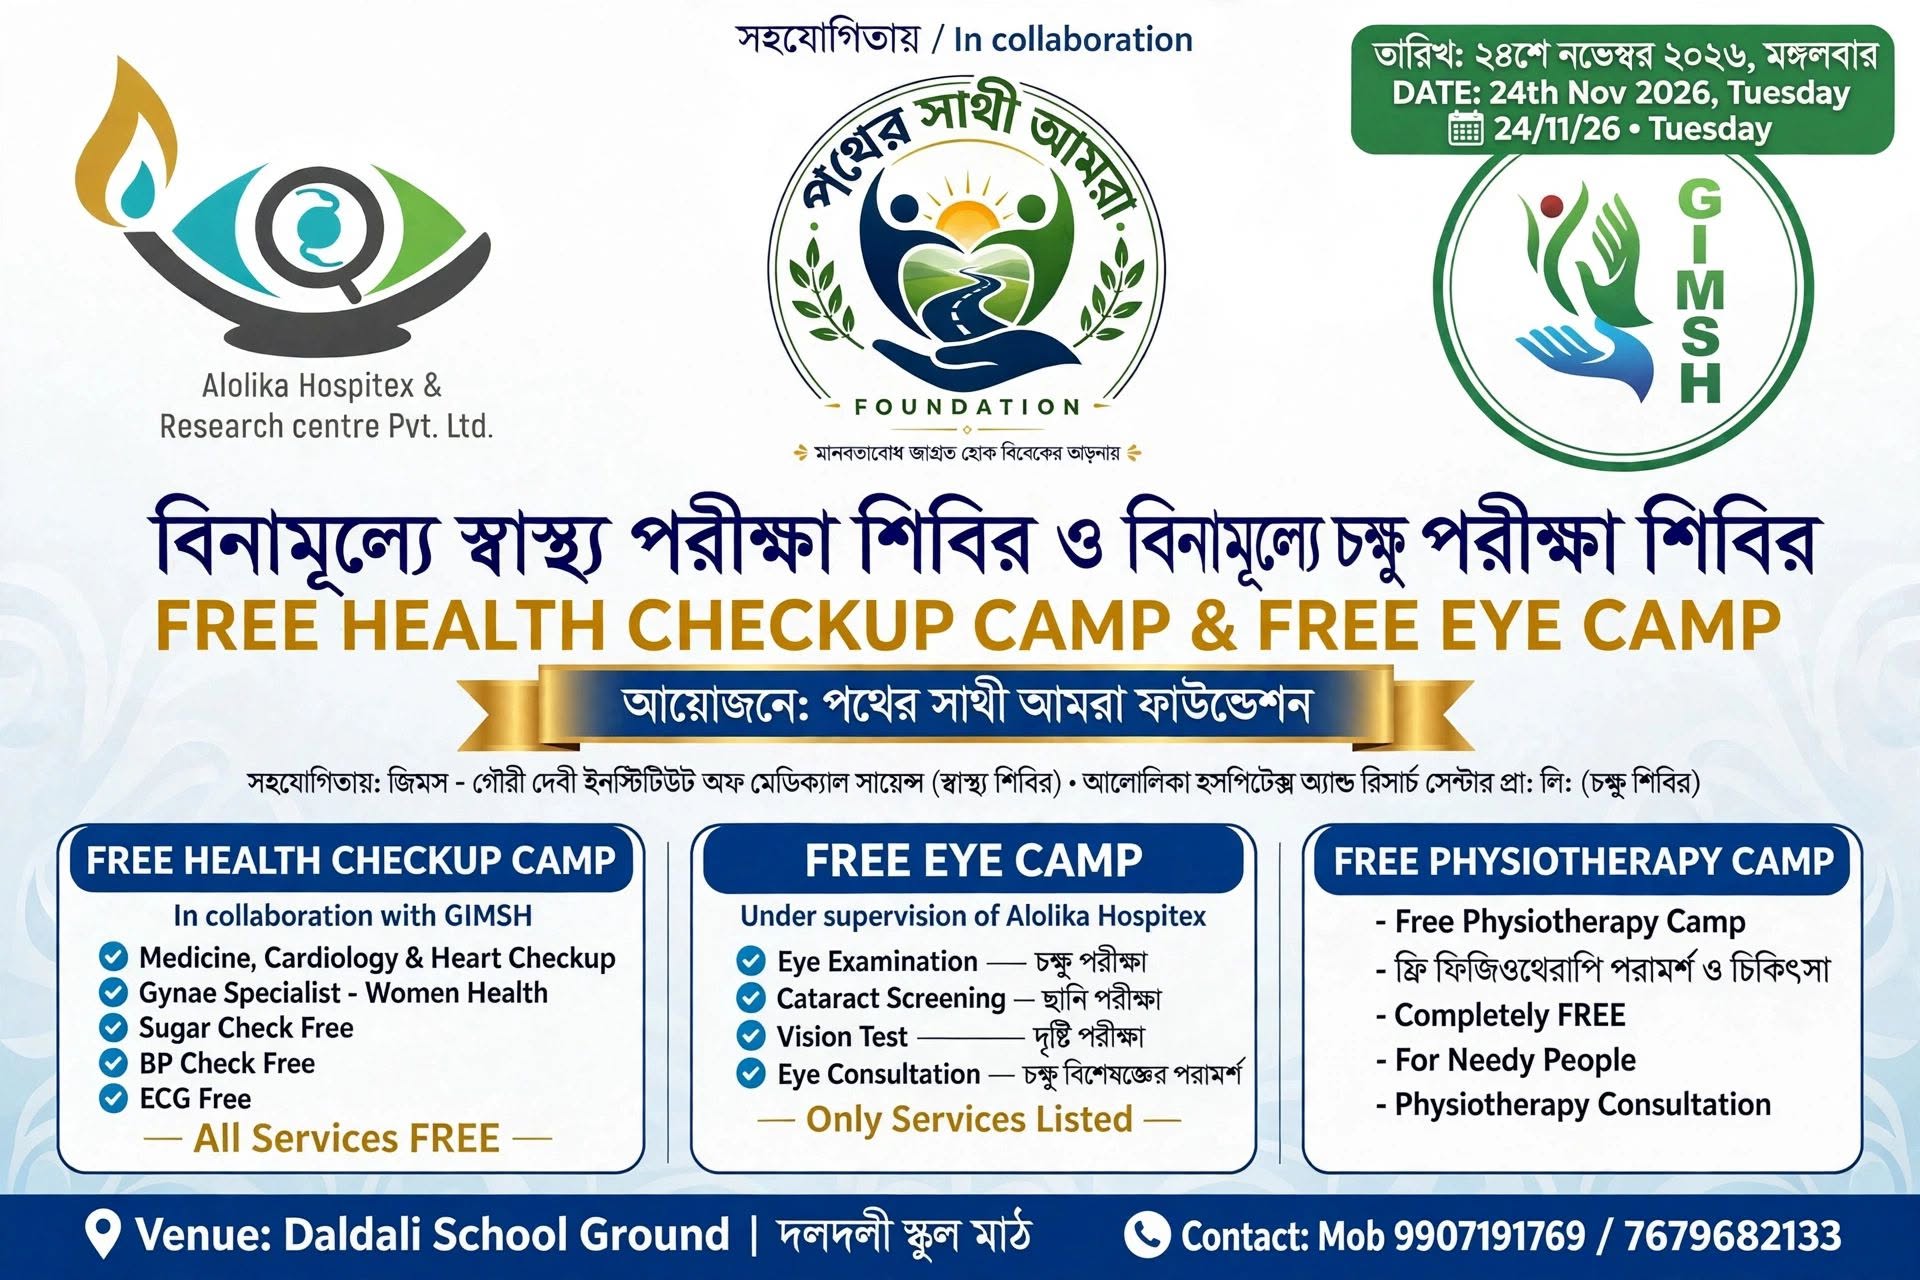 সহযোগিতায় / In collaboration
তারিখ: ২৪শে নভেম্বর ২০২৬, মঙ্গলবার
DATE: 24th Nov 2026, Tuesday
24/11/26 • Tuesday
Alolika Hospitex &
Research centre Pvt. Ltd.
পথের সাথী আমরা
FOUNDATION
মানবতাবোধ জাগ্রত হোক বিবেকের আড়নায়
GIMSH
বিনামূল্যে স্বাস্থ্য পরীক্ষা শিবির ও বিনামূল্যে চক্ষু পরীক্ষা শিবির
FREE HEALTH CHECKUP CAMP & FREE EYE CAMP
আয়োজনে: পথের সাথী আমরা ফাউন্ডেশন
সহযোগিতায়: জিমস - গৌরী দেবী ইনস্টিটিউট অফ মেডিক্যাল সায়েন্স (স্বাস্থ্য শিবির) • আলোলিকা হসপিটেক্স অ্যান্ড রিসার্চ সেন্টার প্রা: লি: (চক্ষু শিবির)
FREE HEALTH CHECKUP CAMP
In collaboration with GIMSH
Medicine, Cardiology & Heart Checkup
Gynae Specialist - Women Health
Sugar Check Free
BP Check Free
ECG Free
— All Services FREE —
FREE EYE CAMP
Under supervision of Alolika Hospitex
Eye Examination — চক্ষু পরীক্ষা
Cataract Screening — ছানি পরীক্ষা
Vision Test — দৃষ্টি পরীক্ষা
Eye Consultation — চক্ষু বিশেষজ্ঞের পরামর্শ
— Only Services Listed —
FREE PHYSIOTHERAPY CAMP
- Free Physiotherapy Camp
- ফ্রি ফিজিওথেরাপি পরামর্শ ও চিকিৎসা
- Completely FREE
- For Needy People
- Physiotherapy Consultation
Venue: Daldali School Ground | দলদলী স্কুল মাঠ
Contact: Mob 9907191769 / 7679682133